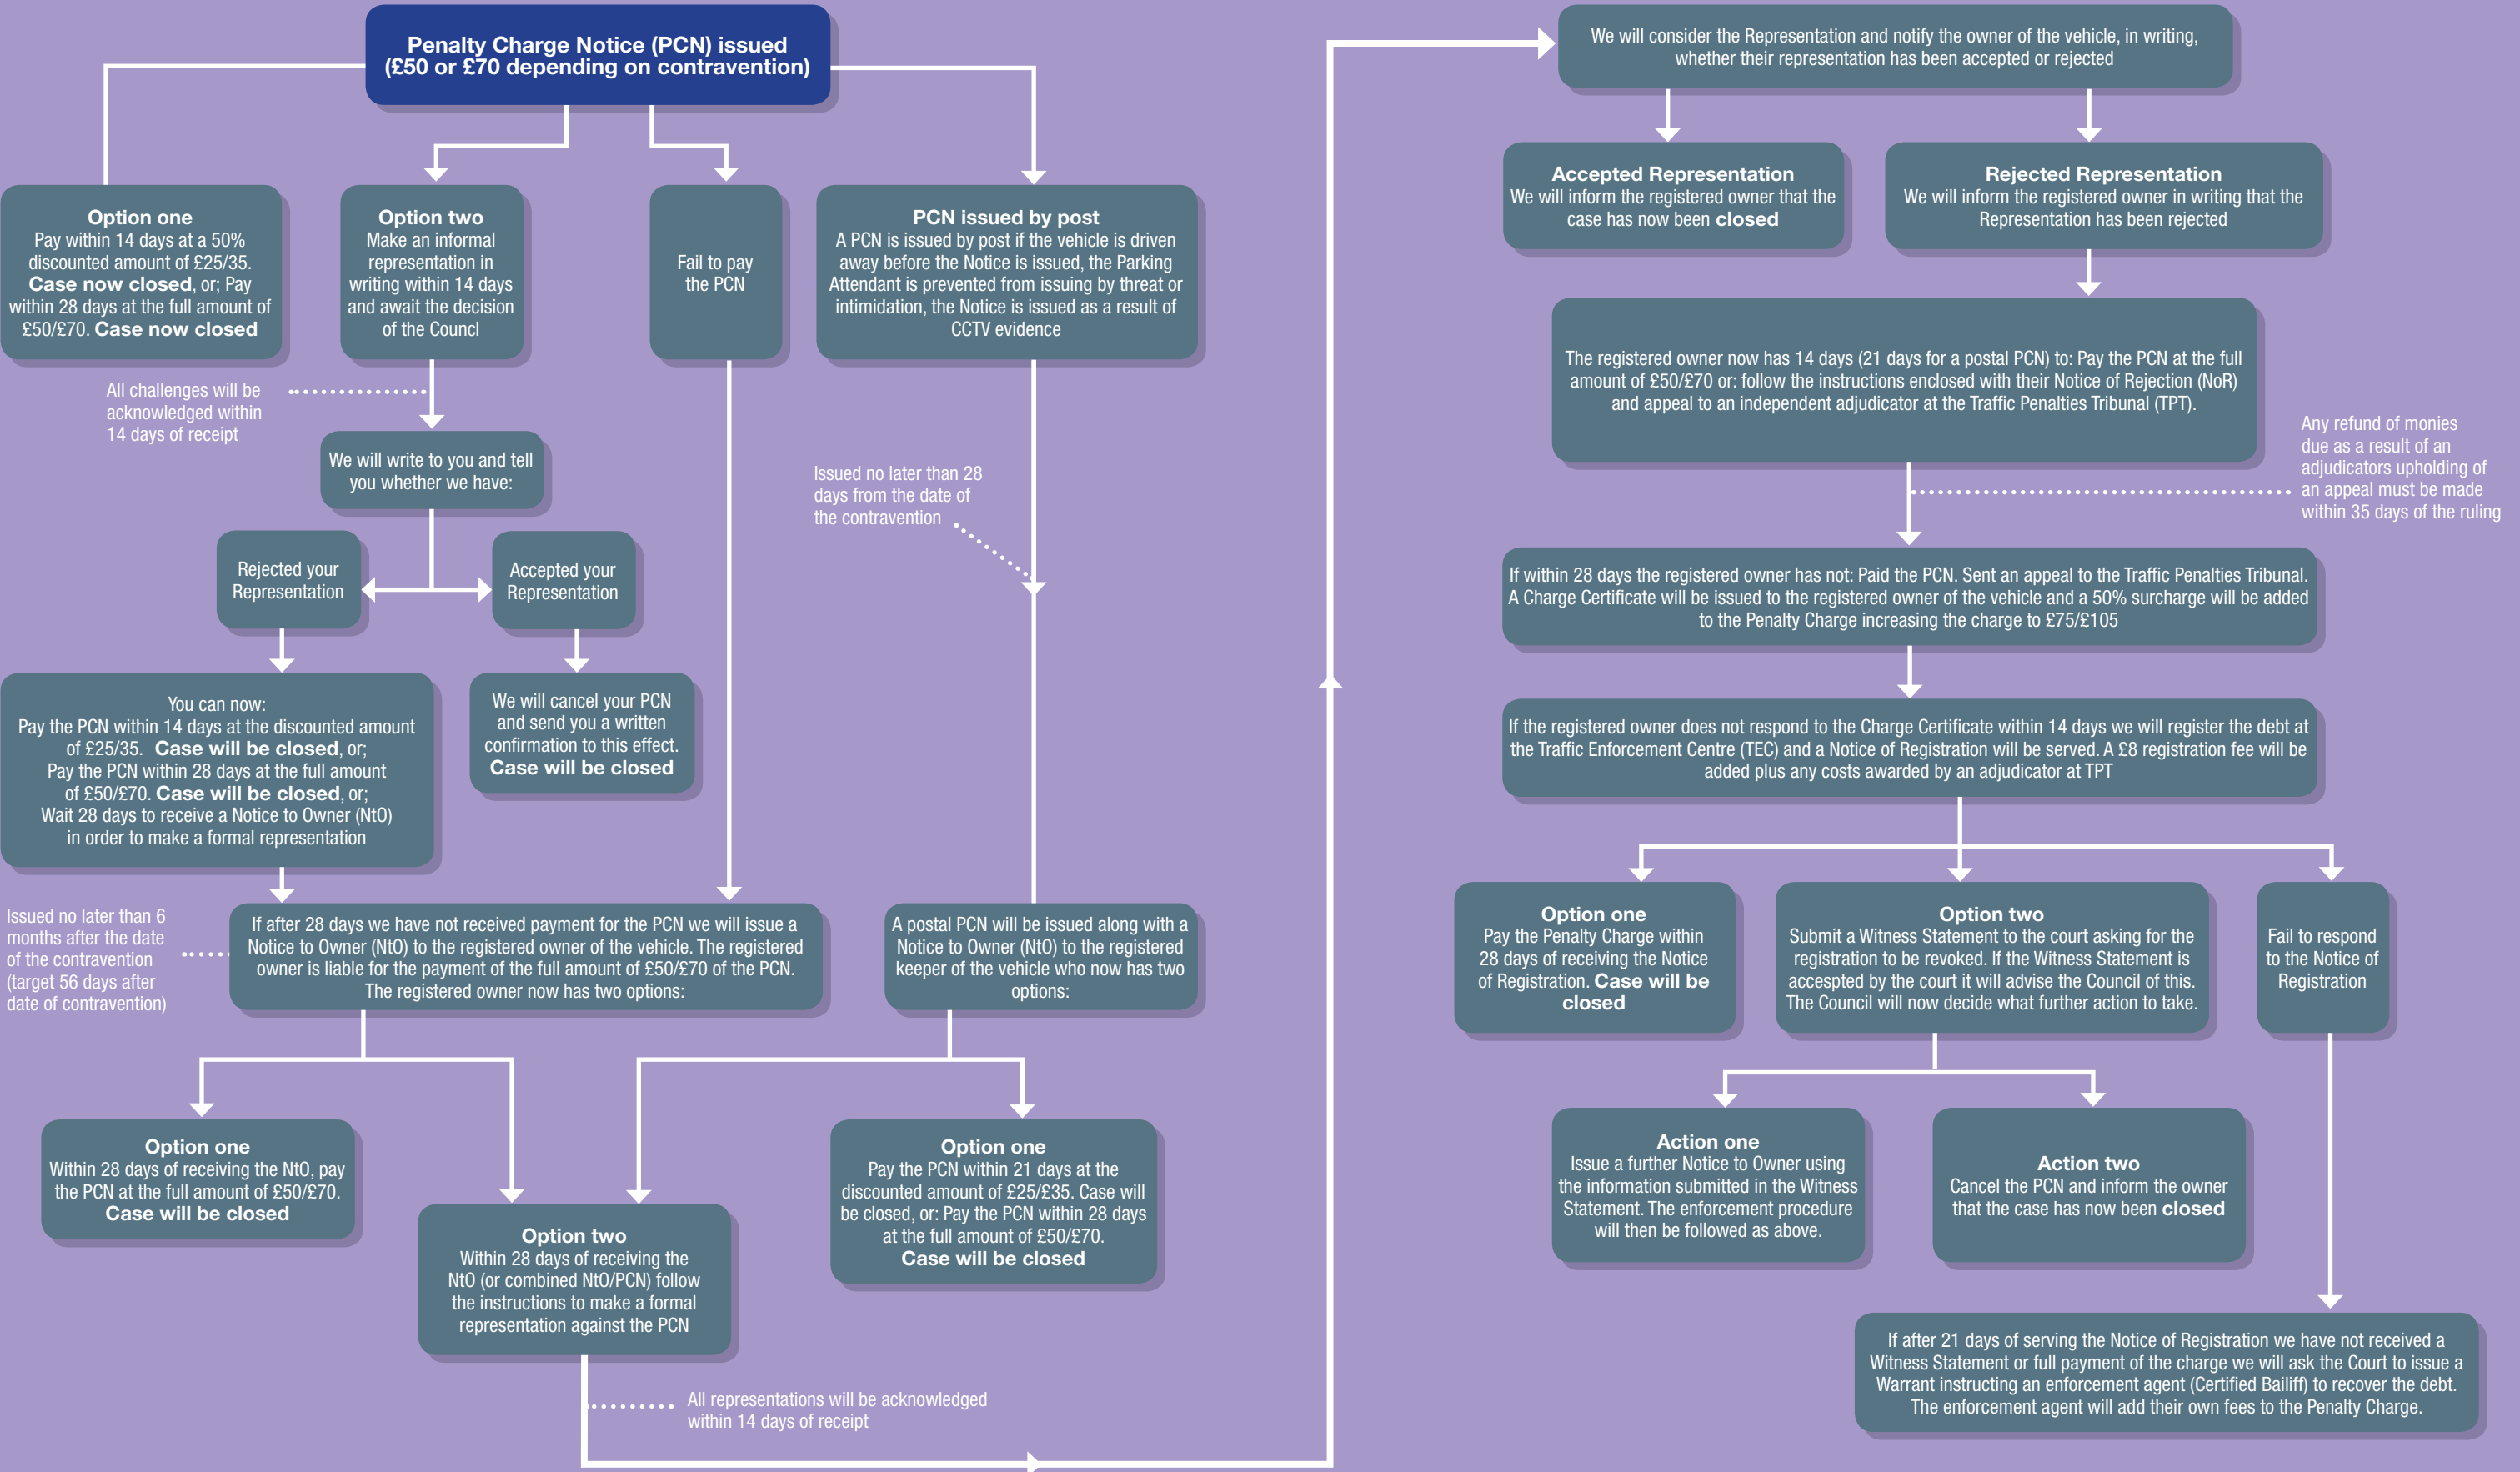 Penalty Charge Notice (PCN) issued
(£50 or £70 depending on contravention)
Option one
Pay within 14 days at a 50%
discounted amount of £25/35.
Case now closed, or; Pay
within 28 days at the full amount of
£50/£70. Case now closed
Option two
Make an informal
representation in
writing within 14 days
and await the decision
of the Councl
Fail to pay
the PCN
PCN issued by post
A PCN is issued by post if the vehicle is driven
away before the Notice is issued, the Parking
Attendant is prevented from issuing by threat or
intimidation, the Notice is issued as a result of
CCTV evidence
All challenges will be
acknowledged within
14 days of receipt
We will write to you and tell
you whether we have:
Issued no later than 28
days from the date of
the contravention
Rejected your
Representation
Accepted your
Representation
You can now:
Pay the PCN within 14 days at the discounted amount
of £25/35. Case will be closed, or;
Pay the PCN within 28 days at the full amount
of £50/£70. Case will be closed, or;
Wait 28 days to receive a Notice to Owner (NtO)
in order to make a formal representation
We will cancel your PCN
and send you a written
confirmation to this effect.
Case will be closed
Issued no later than 6
months after the date
of the contravention
(target 56 days after
date of contravention)
If after 28 days we have not received payment for the PCN we will issue a
Notice to Owner (NtO) to the registered owner of the vehicle. The registered
owner is liable for the payment of the full amount of £50/£70 of the PCN.
The registered owner now has two options:
A postal PCN will be issued along with a
Notice to Owner (NtO) to the registered
keeper of the vehicle who now has two
options:
Option one
Within 28 days of receiving the NtO, pay
the PCN at the full amount of £50/£70.
Case will be closed
Option two
Within 28 days of receiving the
NtO (or combined NtO/PCN) follow
the instructions to make a formal
representation against the PCN
Option one
Pay the PCN within 21 days at the
discounted amount of £25/£35. Case will
be closed, or: Pay the PCN within 28 days
at the full amount of £50/£70.
Case will be closed
All representations will be acknowledged
within 14 days of receipt
We will consider the Representation and notify the owner of the vehicle, in writing,
whether their representation has been accepted or rejected
Accepted Representation
We will inform the registered owner that the
case has now been closed
Rejected Representation
We will inform the registered owner in writing that the
Representation has been rejected
The registered owner now has 14 days (21 days for a postal PCN) to: Pay the PCN at the full
amount of £50/£70 or: follow the instructions enclosed with their Notice of Rejection (NoR)
and appeal to an independent adjudicator at the Traffic Penalties Tribunal (TPT).
Any refund of monies
due as a result of an
adjudicators upholding of
an appeal must be made
within 35 days of the ruling
If within 28 days the registered owner has not: Paid the PCN. Sent an appeal to the Traffic Penalties Tribunal.
A Charge Certificate will be issued to the registered owner of the vehicle and a 50% surcharge will be added
to the Penalty Charge increasing the charge to £75/£105
If the registered owner does not respond to the Charge Certificate within 14 days we will register the debt at
the Traffic Enforcement Centre (TEC) and a Notice of Registration will be served. A £8 registration fee will be
added plus any costs awarded by an adjudicator at TPT
Option one
Pay the Penalty Charge within
28 days of receiving the Notice
of Registration. Case will be
closed
Option two
Submit a Witness Statement to the court asking for the
registration to be revoked. If the Witness Statement is
accespted by the court it will advise the Council of this.
The Council will now decide what further action to take.
Fail to respond
to the Notice of
Registration
Action one
Issue a further Notice to Owner using
the information submitted in the Witness
Statement. The enforcement procedure
will then be followed as above.
Action two
Cancel the PCN and inform the owner
that the case has now been closed
If after 21 days of serving the Notice of Registration we have not received a
Witness Statement or full payment of the charge we will ask the Court to issue a
Warrant instructing an enforcement agent (Certified Bailiff) to recover the debt.
The enforcement agent will add their own fees to the Penalty Charge.